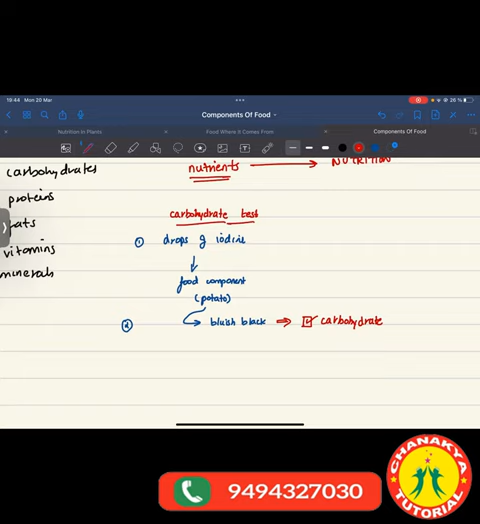 19:44 Mon 20 Mar
28 %
Components Of Food
Nutrition in Plants
Food Where It Comes From
Components Of Food
carbohydrates
nutrients → NUTRITION
proteins
fats
vitamins
minerals
carbohydrate test
① drops of iodine
↓
food component
(potato)
② → bluish black ⇒ ☑ carbohydrate
9494327030
CHANAKYA
TUTORIAL